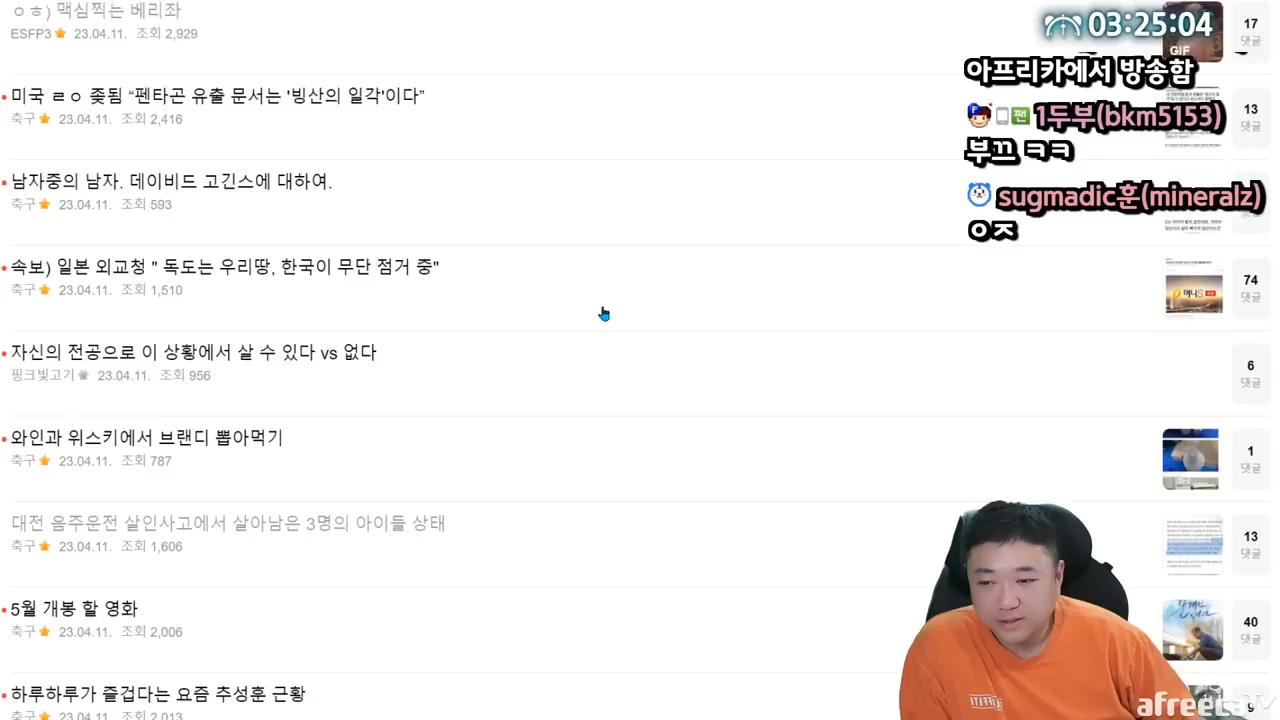 ㅇㅎ) 맥심찍는 베리좌
ESFP3 23.04.11. 조회 2,929
17
댓글
GIF
03:25:04
아프리카에서 방송함
미국 ㄹㅇ 좆됨 “펜타곤 유출 문서는 '빙산의 일각'이다”
축구 23.04.11. 조회 2,416
13
댓글
1두부(bkm5153)
부끄 ㅋㅋ
남자중의 남자. 데이비드 고긴스에 대하여.
축구 23.04.11. 조회 593
sugmadic훈(mineralz)
ㅇㅈ
속보) 일본 외교청 " 독도는 우리땅, 한국이 무단 점거 중"
축구 23.04.11. 조회 1,510
머니S
74
댓글
자신의 전공으로 이 상황에서 살 수 있다 vs 없다
핑크빛고기 23.04.11. 조회 956
6
댓글
와인과 위스키에서 브랜디 뽑아먹기
축구 23.04.11. 조회 787
1
댓글
대전 음주운전 살인사고에서 살아남은 3명의 아이들 상태
축구 23.04.11. 조회 1,606
13
댓글
5월 개봉 할 영화
축구 23.04.11. 조회 2,006
40
댓글
하루하루가 즐겁다는 요즘 추성훈 근황
축구 23.04.11. 조회 2,013
9
afreecaTV